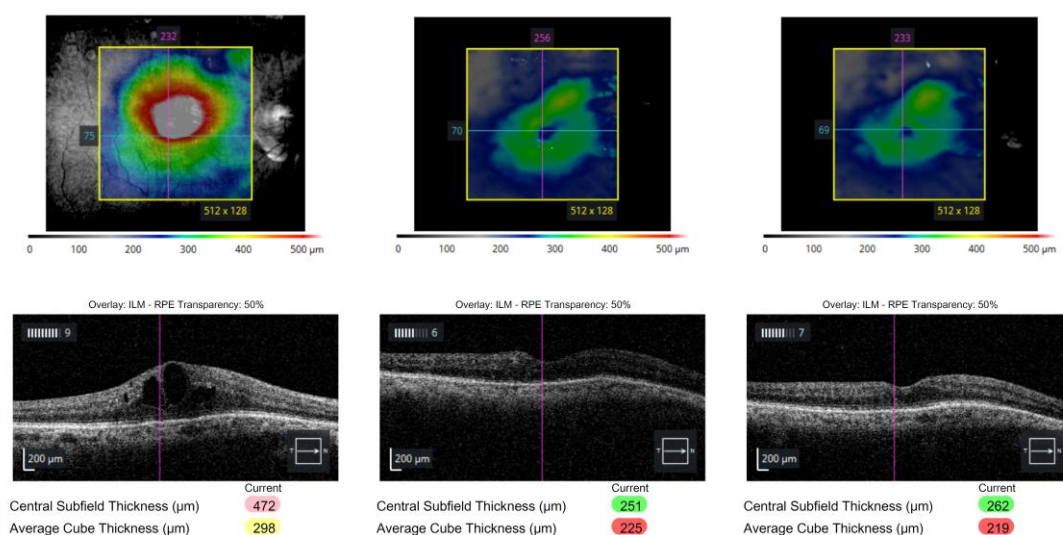 232
75
512 x 128
0 100 200 300 400 500 µm
256
70
512 x 128
0 100 200 300 400 500 µm
233
69
512 x 128
0 100 200 300 400 500 µm
Overlay: ILM - RPE Transparency: 50%
9
200 µm
T N
Current
Central Subfield Thickness (µm) 472
Average Cube Thickness (µm) 298
Overlay: ILM - RPE Transparency: 50%
6
200 µm
T N
Current
Central Subfield Thickness (µm) 251
Average Cube Thickness (µm) 225
Overlay: ILM - RPE Transparency: 50%
7
200 µm
T N
Current
Central Subfield Thickness (µm) 262
Average Cube Thickness (µm) 219